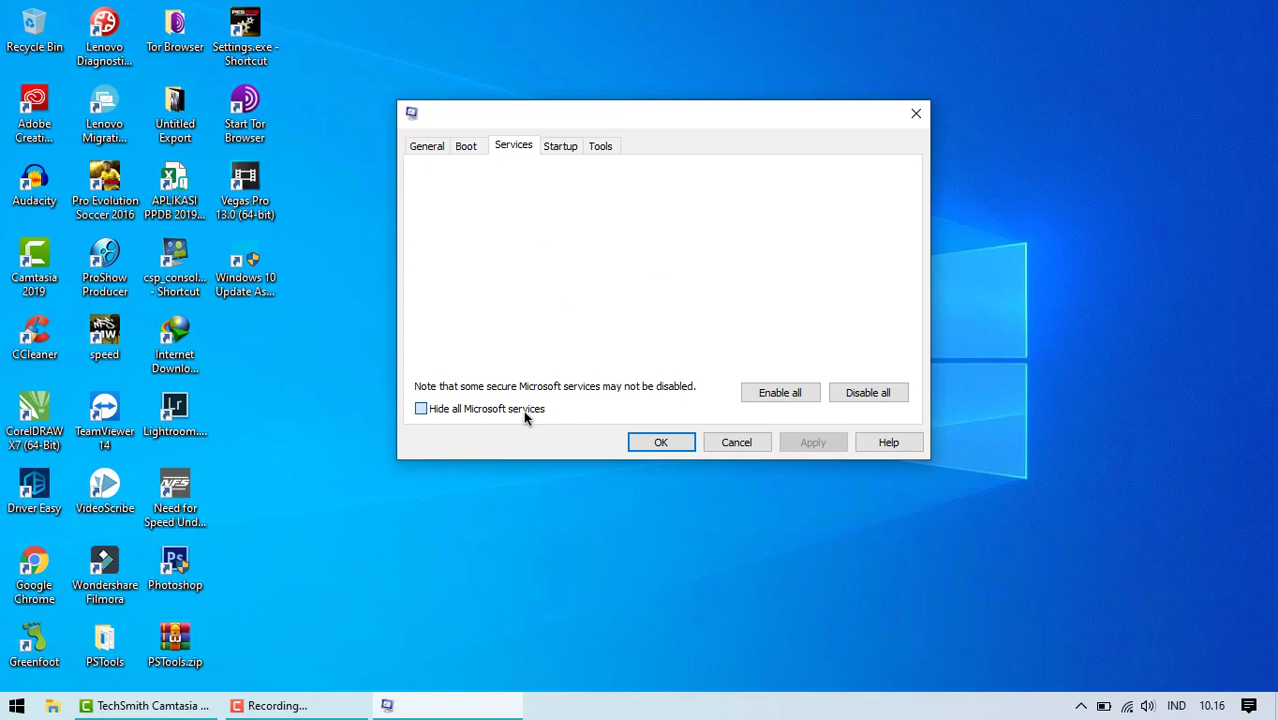 Recycle Bin
Lenovo
Diagnosti...
Tor Browser
Settings.exe -
Shortcut
Adobe
Creati...
Lenovo
Migrati...
Untitled
Export
Start Tor
Browser
Audacity
Pro Evolution
Soccer 2016
APLIKASI
PPDB 2019...
Vegas Pro
13.0 (64-bit)
Camtasia
2019
ProShow
Producer
csp_consol...
- Shortcut
Windows 10
Update As...
CCleaner
speed
Internet
Downlo...
CorelDRAW
X7 (64-Bit)
TeamViewer
14
Lightroom....
Driver Easy
VideoScribe
Need for
Speed Und...
Google
Chrome
Wondershare
Filmora
Photoshop
Greenfoot
PSTools
PSTools.zip
General
Boot
Services
Startup
Tools
Note that some secure Microsoft services may not be disabled.
Enable all
Disable all
Hide all Microsoft services
OK
Cancel
Apply
Help
TechSmith Camtasia ...
Recording...
IND
10.16